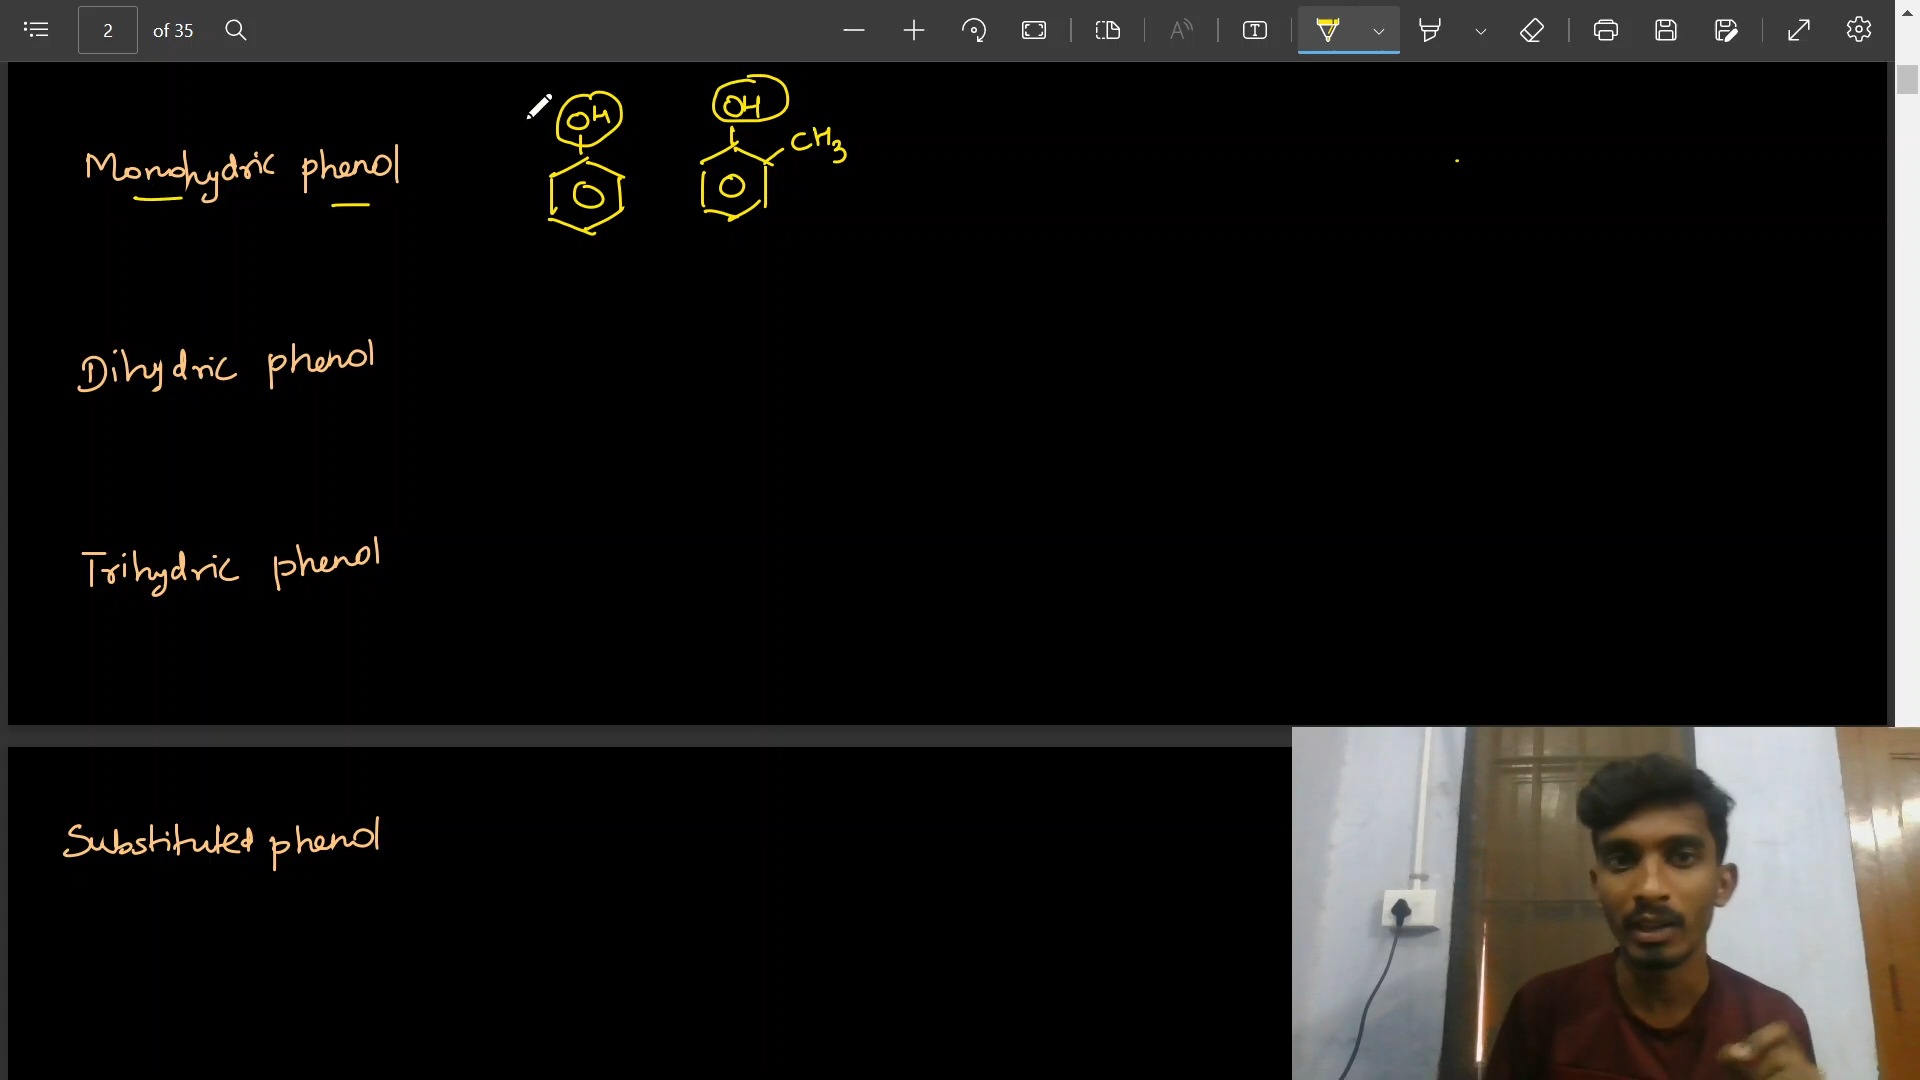 2 of 35
OH
OH
CH3
Monohydric phenol
Dihydric phenol
Trihydric phenol
Substituted phenol